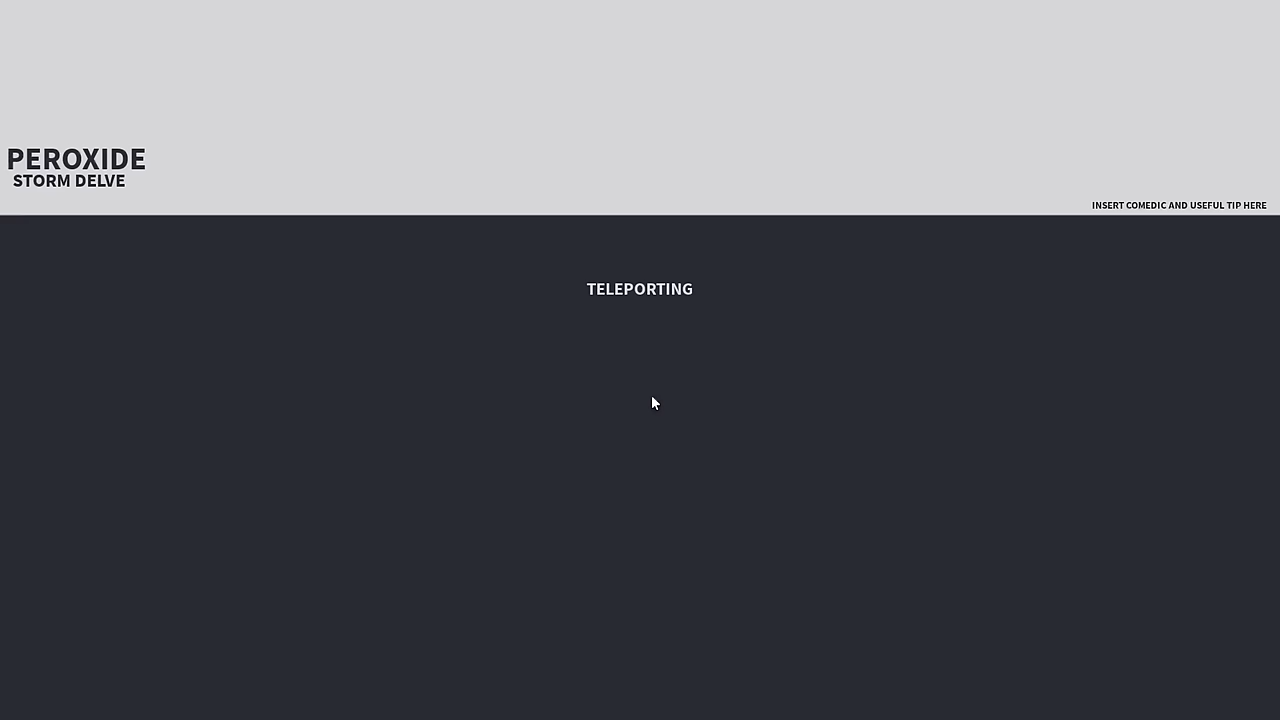 PEROXIDE
STORM DELVE
INSERT COMEDIC AND USEFUL TIP HERE
TELEPORTING